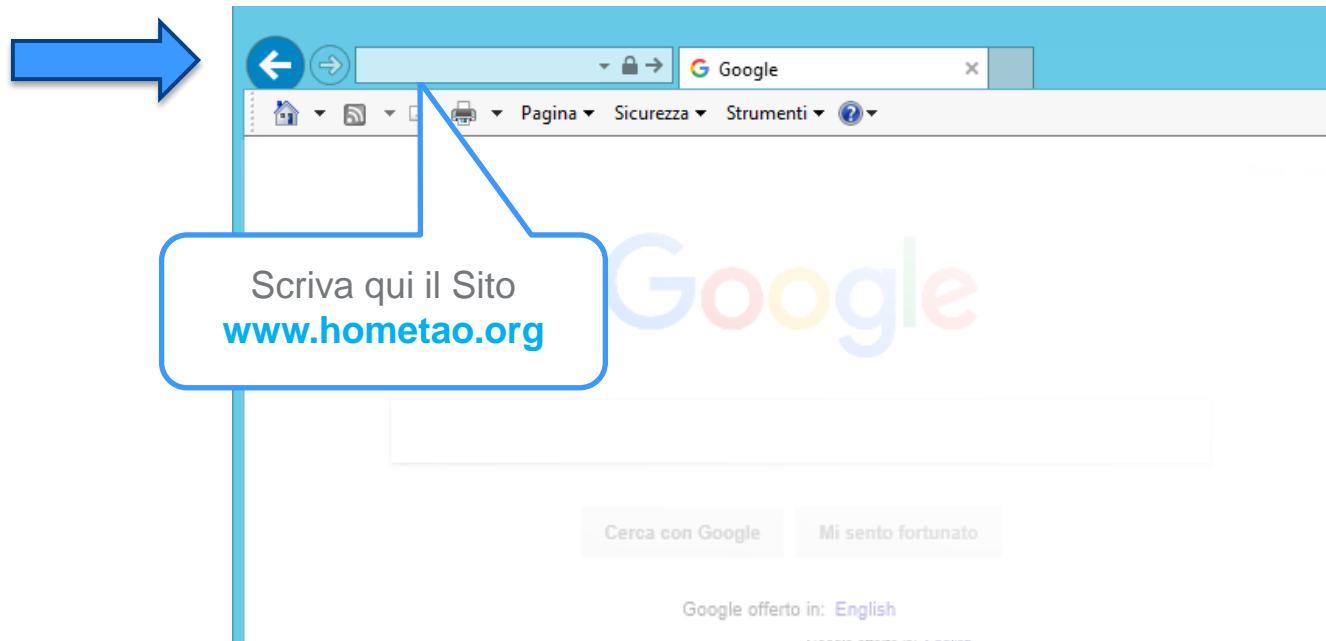 Google
Pagina Sicurezza Strumenti
Scriva qui il Sito
www.hometao.org
Google
Cerca con Google Mi sento fortunato
Google offerto in: English